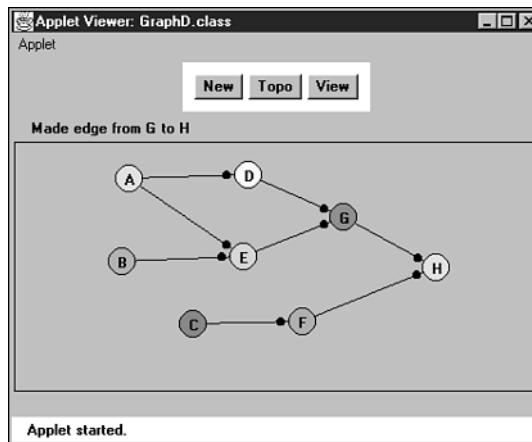 Applet Viewer: GraphD.class
Applet
New Topo View
Made edge from G to H
A D
G
B E H
C F
Applet started.